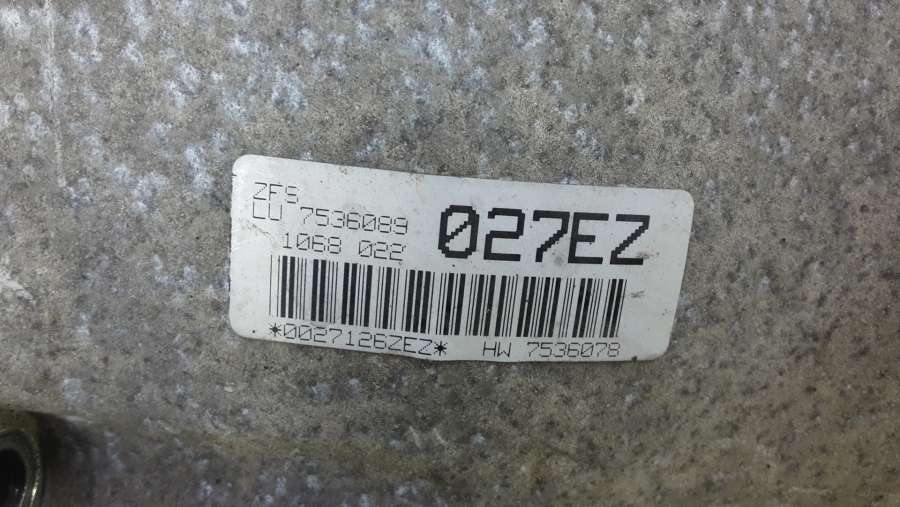 ZFS
LU 7536089
1068 022
027EZ
*0027126ZEZ*
HW 7536078